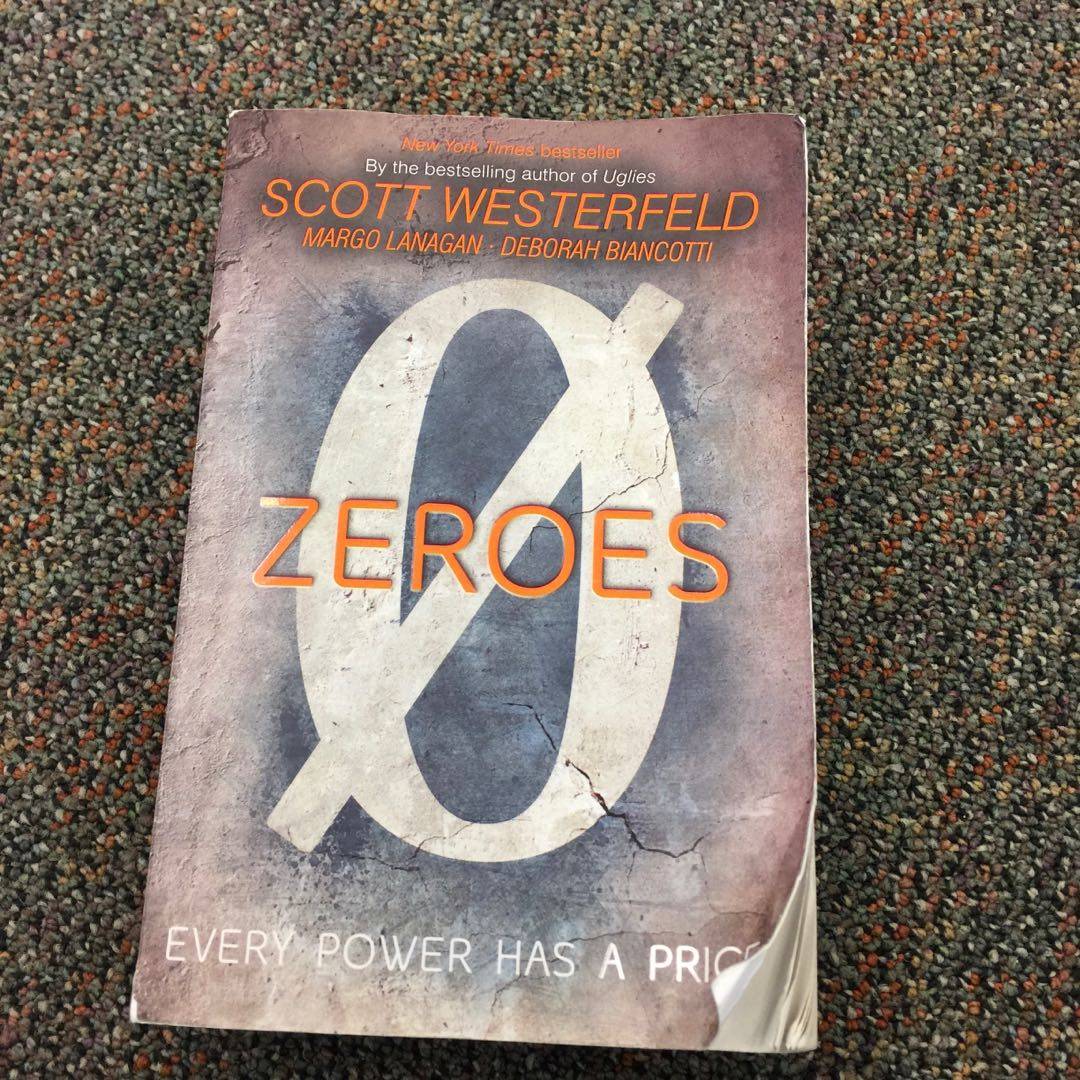 New York Times bestseller
By the bestselling author of Uglies
SCOTT WESTERFELD
MARGO LANAGAN · DEBORAH BIANCOTTI
ZEROES
EVERY POWER HAS A PRICE